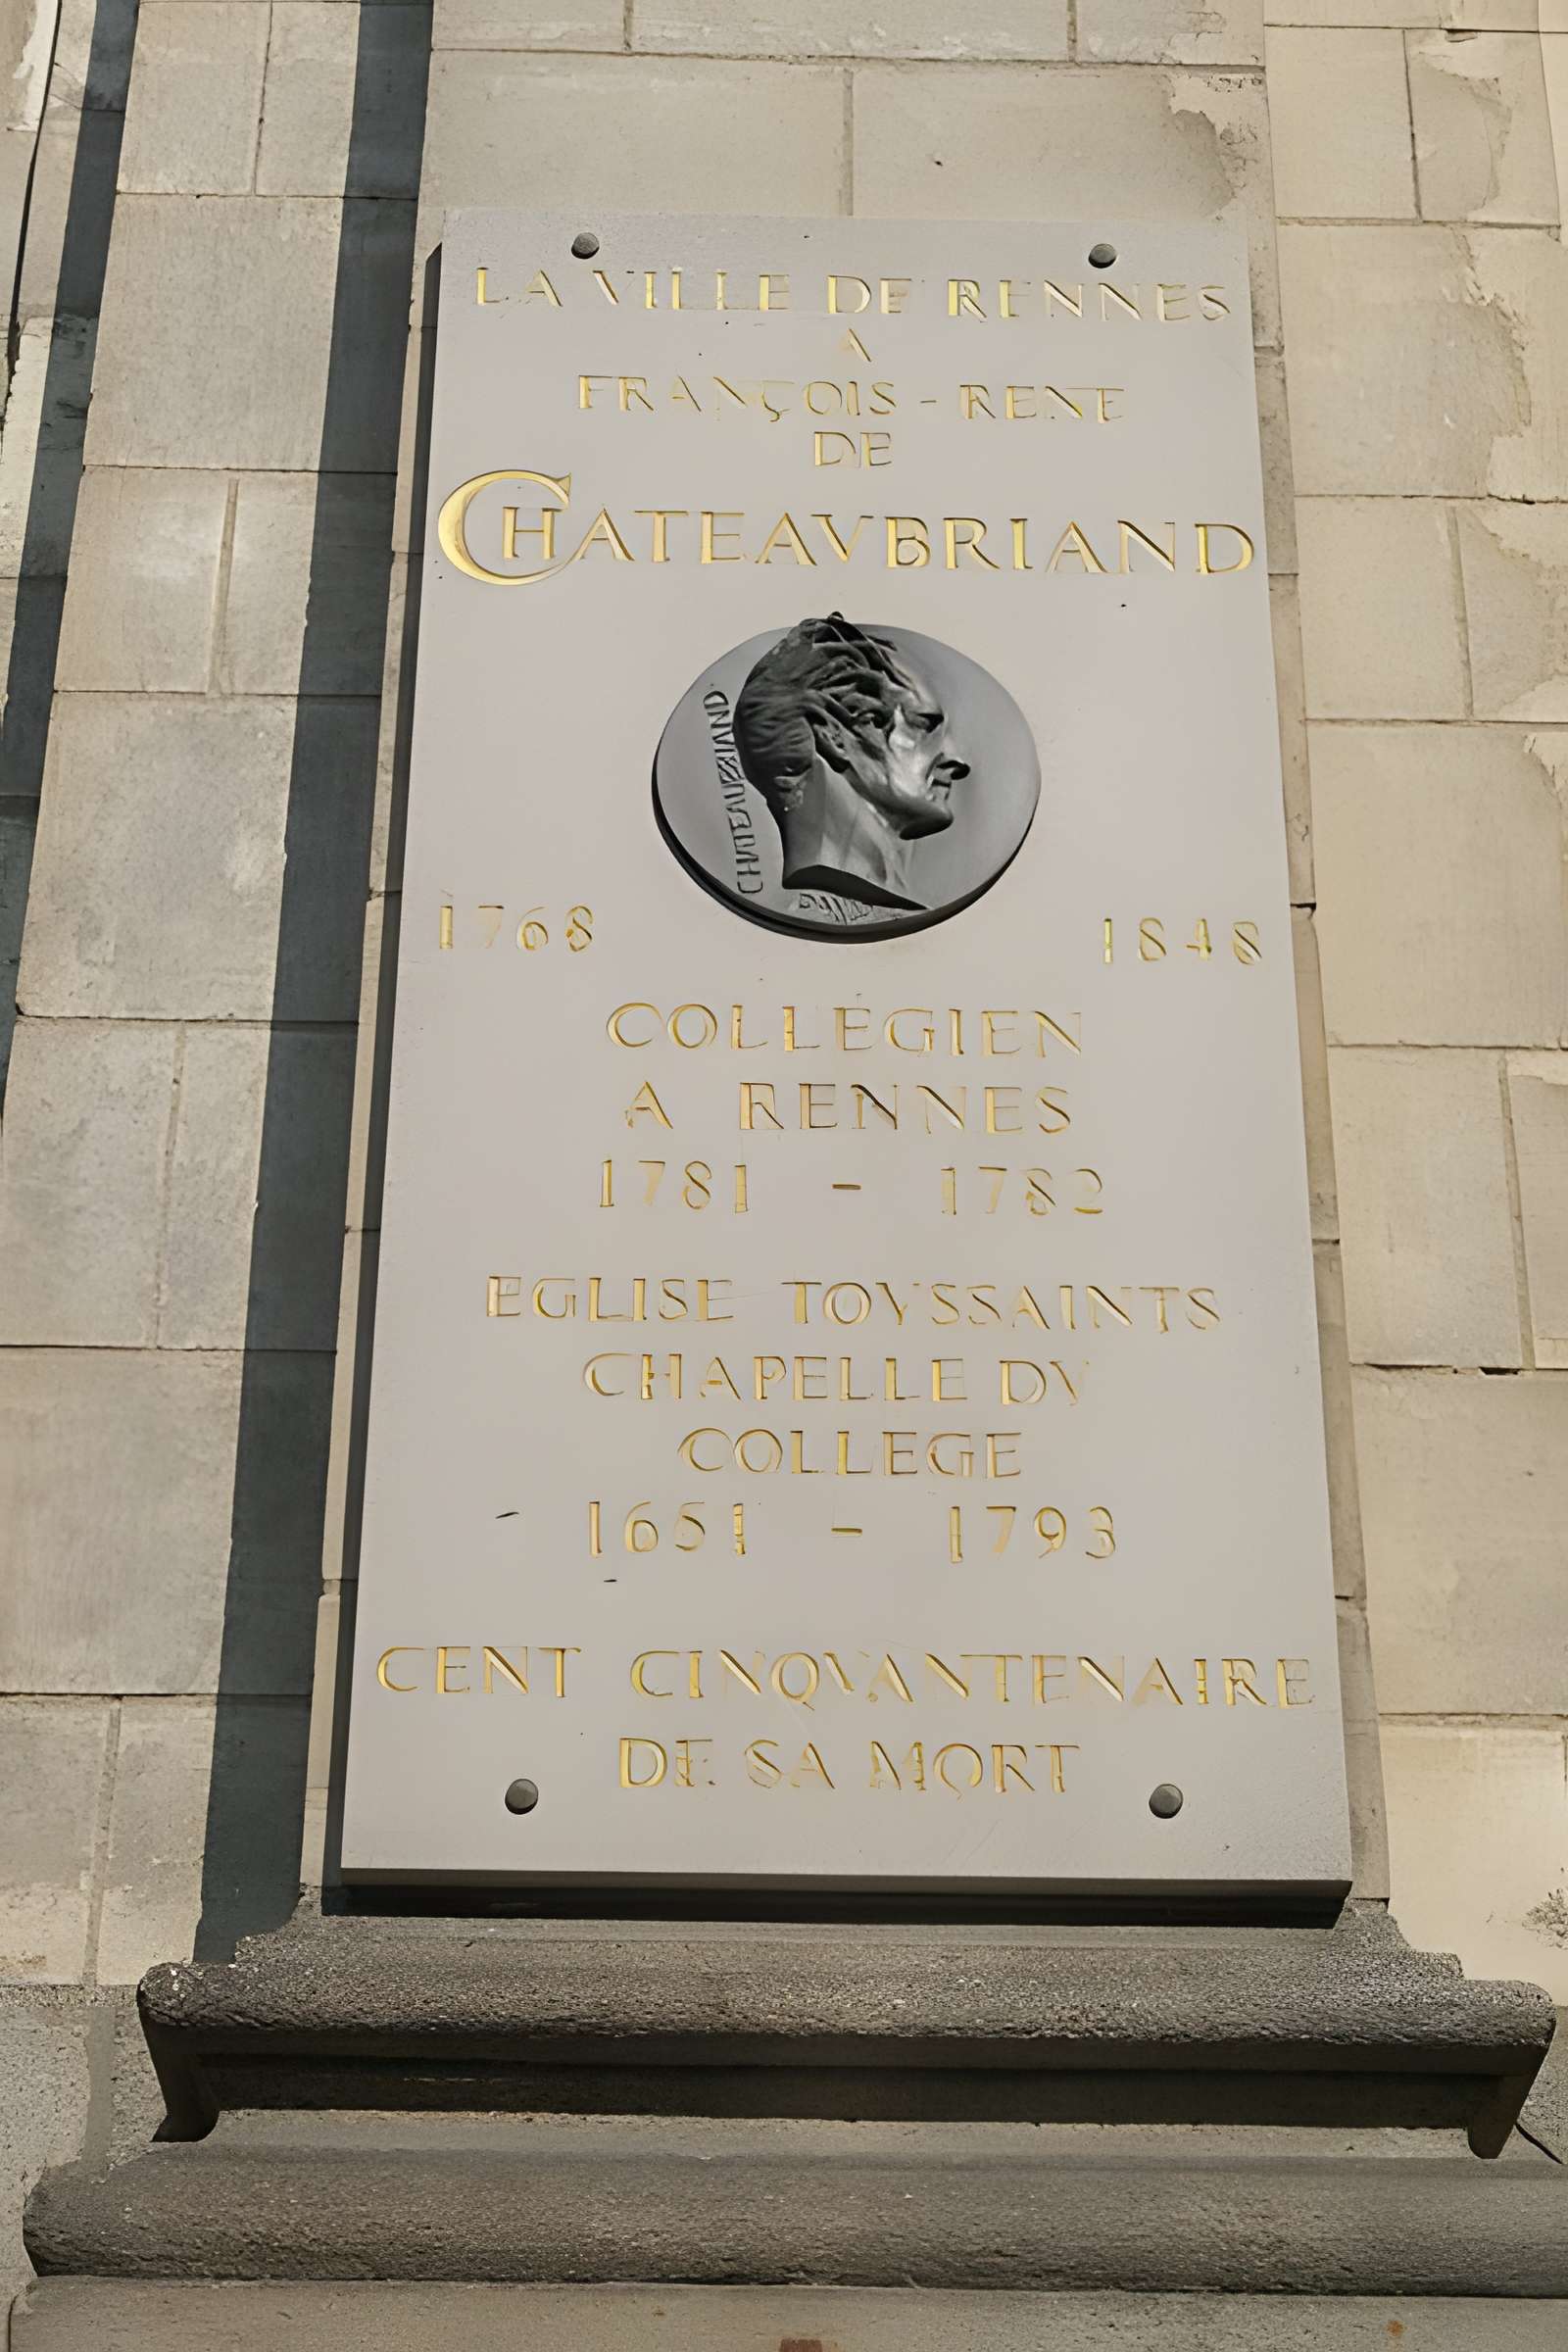 LA VILLE DE RENNES
A
FRANÇOIS - RENE
DE
CHATEAVBRIAND
1768
1848
COLLEGIEN
A RENNES
1781 - 1782
EGLISE TOVSSAINTS
CHAPELLE DV
COLLEGE
1651 - 1793
CENT CINQVANTENAIRE
DE SA MORT